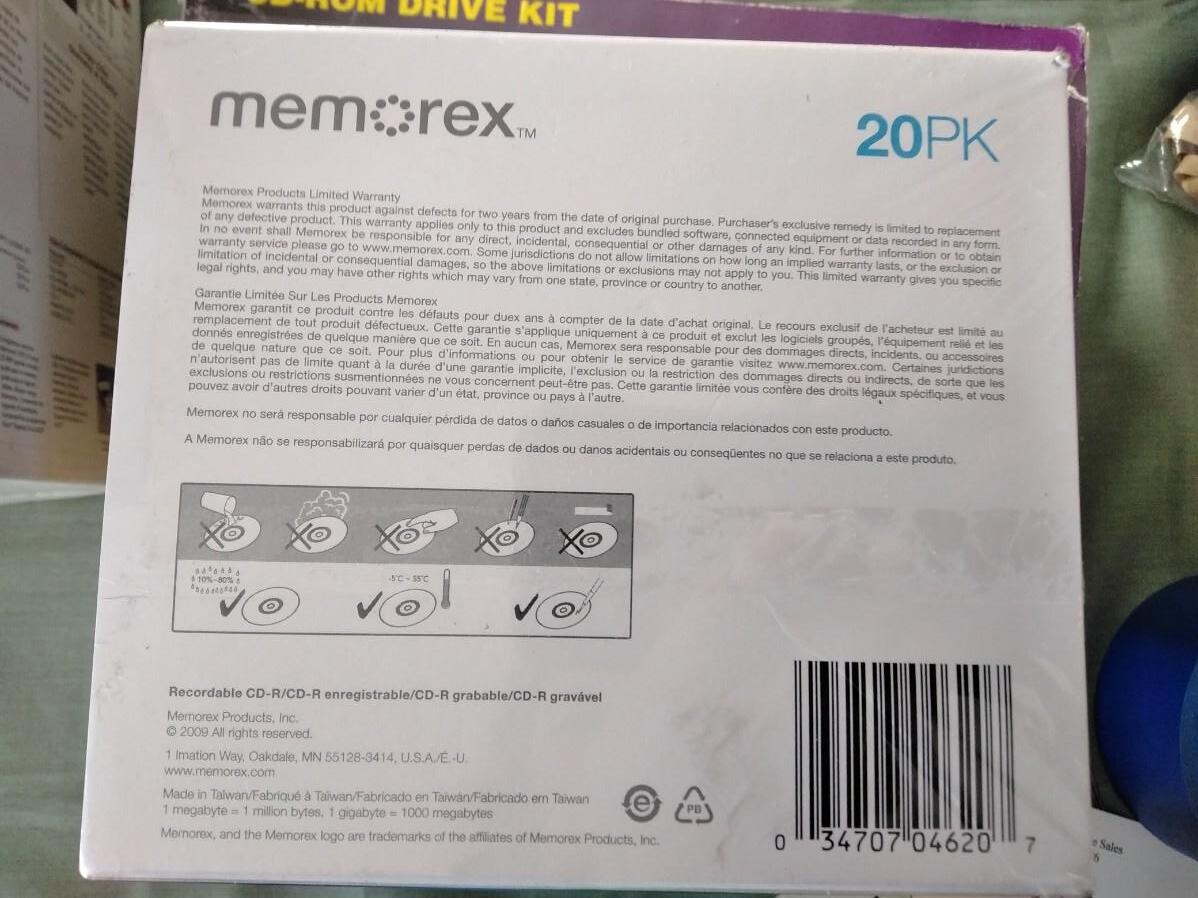 CD-ROM DRIVE KIT
memorex™
20PK
Memorex Products Limited Warranty
Memorex warrants this product against defects for two years from the date of original purchase. Purchaser's exclusive remedy is limited to replacement
of any defective product. This warranty applies only to this product and excludes bundled software, connected equipment or data recorded in any form.
In no event shall Memorex be responsible for any direct, incidental, consequential or other damages of any kind. For further information or to obtain
warranty service please go to www.memorex.com. Some jurisdictions do not allow limitations on how long an implied warranty lasts, or the exclusion or
limitation of incidental or consequential damages, so the above limitations or exclusions may not apply to you. This limited warranty gives you specific
legal rights, and you may have other rights which may vary from one state, province or country to another.
Garantie Limitée Sur Les Products Memorex
Memorex garantit ce produit contre les défauts pour duex ans à compter de la date d'achat original. Le recours exclusif de l'acheteur est limité au
remplacement de tout produit défectueux. Cette garantie s'applique uniquement à ce produit et exclut les logiciels groupés, l'équipement relié et les
donnés enregistrées de quelque manière que ce soit. En aucun cas, Memorex sera responsable pour des dommages directs, incidents, ou accessoires
de quelque nature que ce soit. Pour plus d'informations ou pour obtenir le service de garantie visitez www.memorex.com. Certaines juridictions
n'autorisent pas de limite quant à la durée d'une garantie implicite, l'exclusion ou la restriction des dommages directs ou indirects, de sorte que les
exclusions ou restrictions susmentionnées ne vous concernent peut-être pas. Cette garantie limitée vous confère des droits légaux spécifiques, et vous
pouvez avoir d'autres droits pouvant varier d'un état, province ou pays à l'autre.
Memorex no será responsable por cualquier pérdida de datos o daños casuales o de importancia relacionados con este producto.
A Memorex não se responsabilizará por quaisquer perdas de dados ou danos acidentais ou conseqüentes no que se relaciona a este produto.
10%~80%
-5°C ~ 55°C
Recordable CD-R/CD-R enregistrable/CD-R grabable/CD-R gravável
Memorex Products, Inc.
© 2009 All rights reserved.
1 Imation Way, Oakdale, MN 55128-3414, U.S.A./É.-U.
www.memorex.com
Made in Taiwan/Fabriqué à Taïwan/Fabricado en Taiwán/Fabricado em Taiwan
1 megabyte = 1 million bytes, 1 gigabyte = 1000 megabytes
Memorex, and the Memorex logo are trademarks of the affiliates of Memorex Products, Inc.
e
PB
0 34707 04620 7
Sales